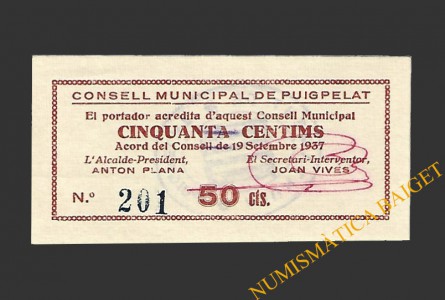 CONSELL MUNICIPAL DE PUIGPELAT
El portador acredita d'aquest Consell Municipal
CINQUANTA CENTIMS
Acord del Consell de 19 Setembre 1937
L'Alcalde-President, El Secretari-Interventor,
ANTON PLANA JOAN VIVES
N.º 201 50 cts.
NUMISMÀTICA BAIGET